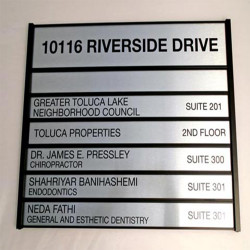 10116 RIVERSIDE DRIVE
GREATER TOLUCA LAKE
NEIGHBORHOOD COUNCIL SUITE 201
TOLUCA PROPERTIES 2ND FLOOR
DR. JAMES E. PRESSLEY
CHIROPRACTOR SUITE 300
SHAHRIYAR BANIHASHEMI
ENDODONTICS SUITE 301
NEDA FATHI
GENERAL AND ESTHETIC DENTISTRY SUITE 301